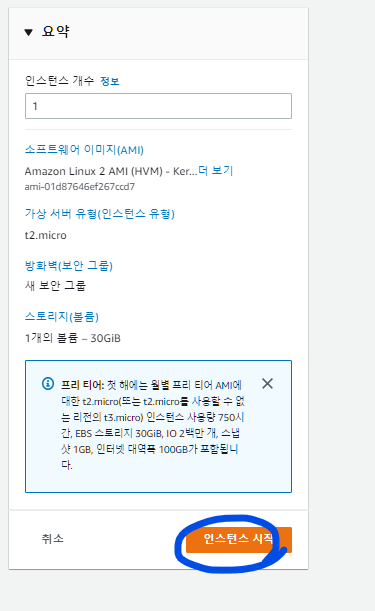 ▼ 요약
인스턴스 개수 정보
1
소프트웨어 이미지(AMI)
Amazon Linux 2 AMI (HVM) - Ker...더 보기
ami-01d87646ef267ccd7
가상 서버 유형(인스턴스 유형)
t2.micro
방화벽(보안 그룹)
새 보안 그룹
스토리지(볼륨)
1개의 볼륨 – 30GiB
프리 티어: 첫 해에는 월별 프리 티어 AMI에
대한 t2.micro(또는 t2.micro를 사용할 수 없
는 리전의 t3.micro) 인스턴스 사용량 750시
간, EBS 스토리지 30GiB, IO 2백만 개, 스냅
샷 1GB, 인터넷 대역폭 100GB가 포함됩니
다.
취소
인스턴스 시작